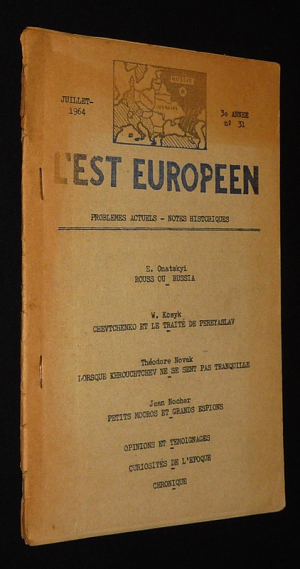 JUILLET-
1964
3e ANNEE
n° 31
L'EST EUROPEEN
PROBLEMES ACTUELS - NOTES HISTORIQUES
E. Onatskyi
ROUSS OU RUSSIA
W. Kosyk
CHEVTCHENKO ET LE TRAITE DE PEREYASLAV
Théodore Novak
LORSQUE KHROUCHTCHEV NE SE SENT PAS TRANQUILLE
Jean Nocher
PETITS MOCROS ET GRANDS ESPIONS
OPINIONS ET TEMOIGNAGES
CURIOSITÉS DE L'EPOQUE
CHRONIQUE